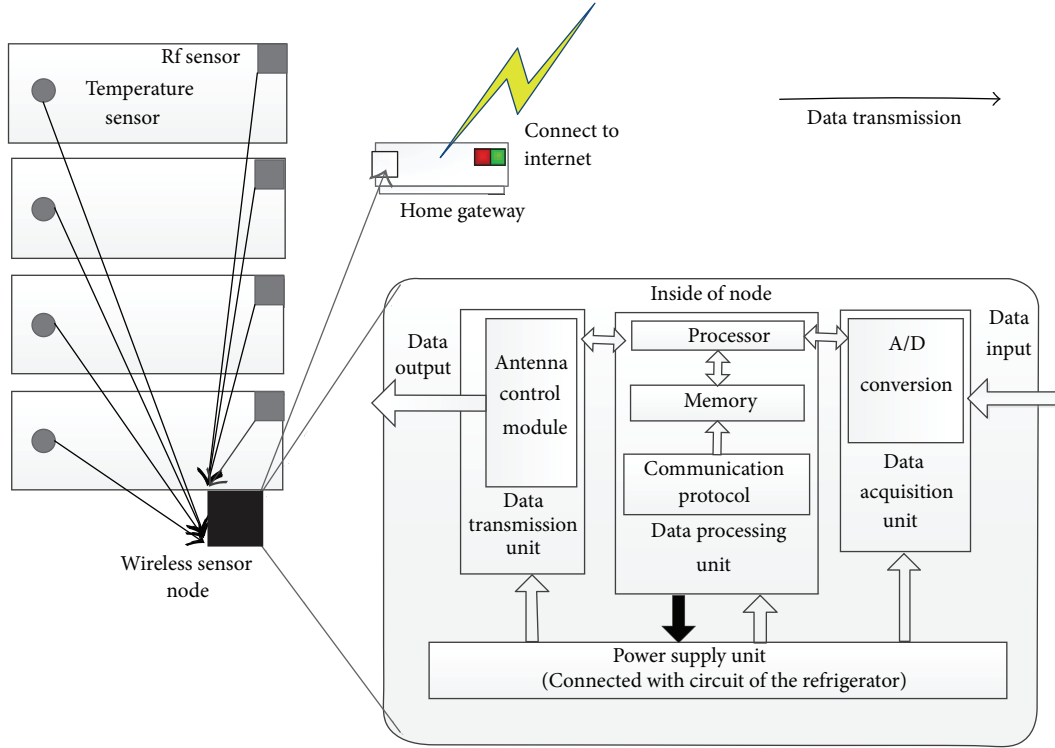 Rf sensor
Temperature
sensor
Connect to
internet
Data transmission
Home gateway
Inside of node
Data
output
Antenna
control
module
Data
transmission
unit
Processor
Memory
Communication
protocol
Data processing
unit
A/D
conversion
Data
acquisition
unit
Data
input
Wireless sensor
node
Power supply unit
(Connected with circuit of the refrigerator)